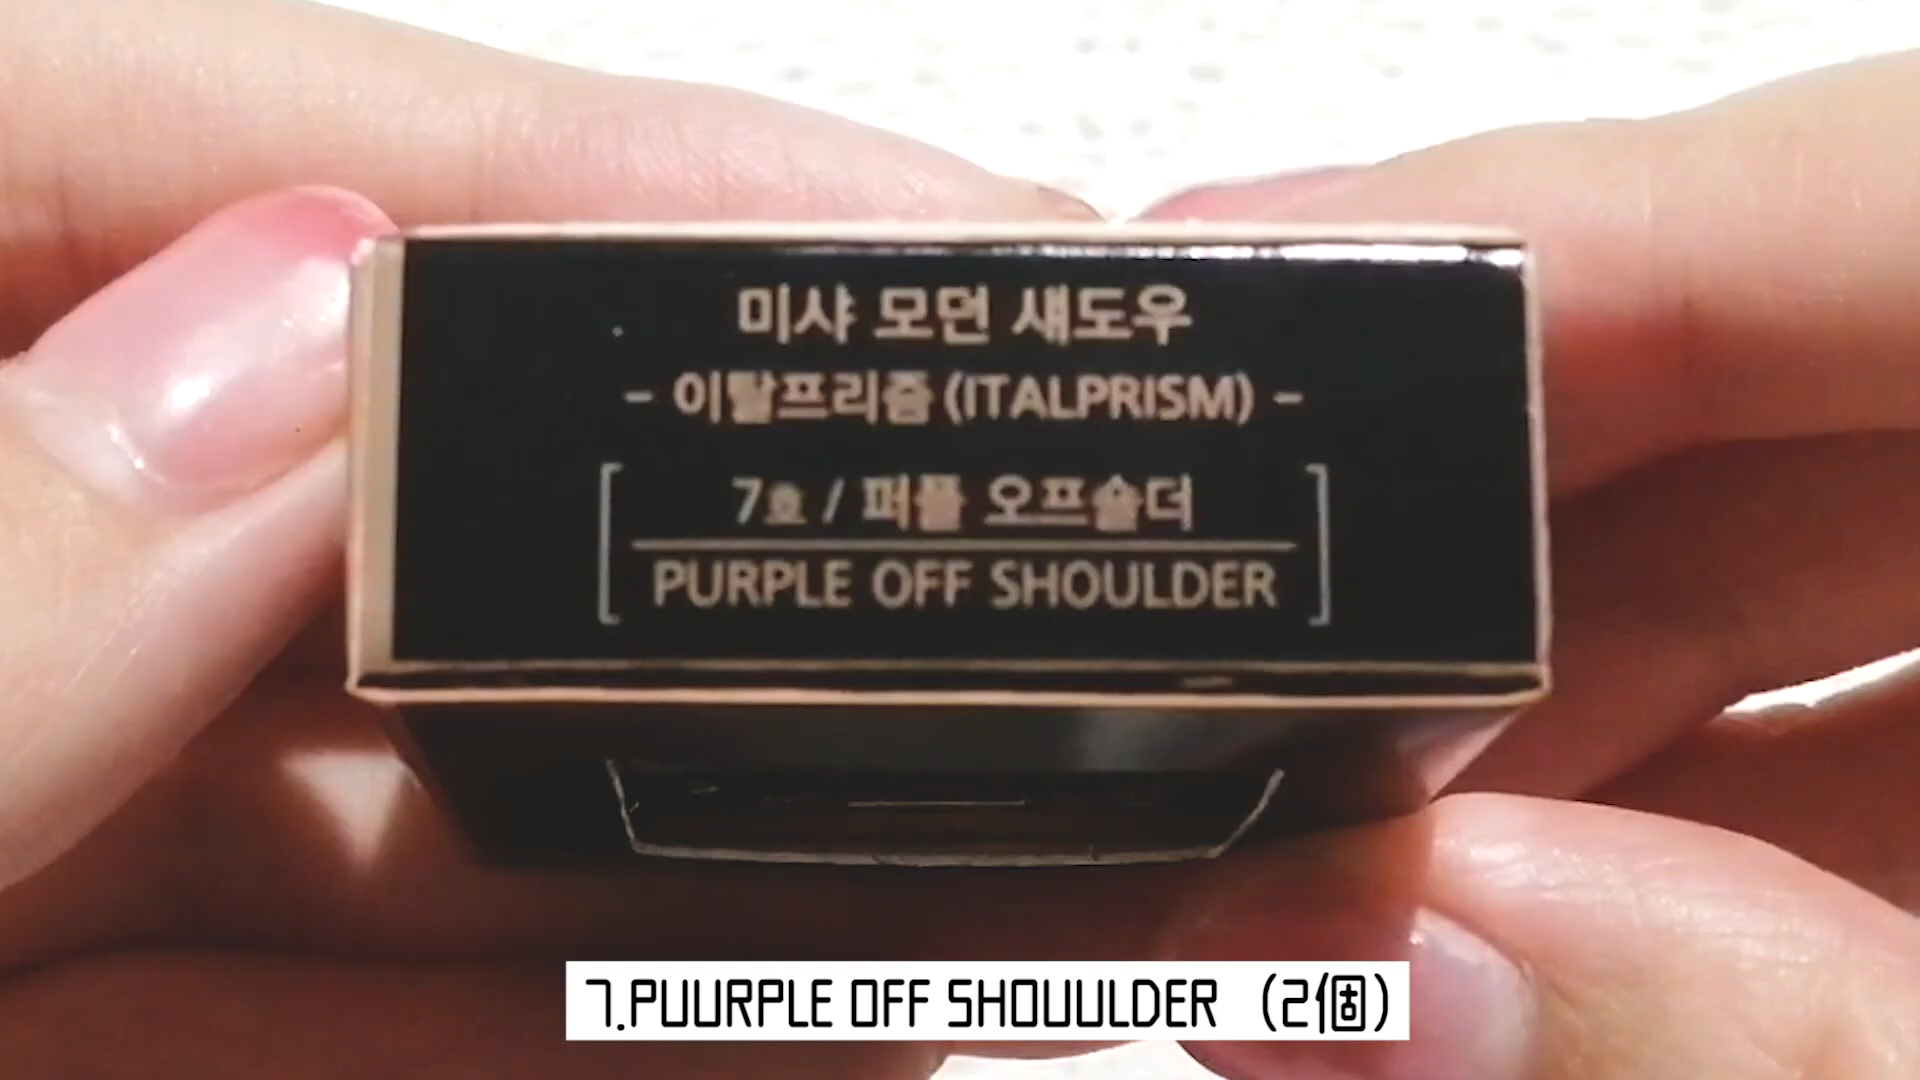 미샤 모던 섀도우
- 이탈프리즘(ITALPRISM) -
7호 / 퍼플 오프숄더
PURPLE OFF SHOULDER
7.PUURPLE OFF SHOUULDER (2個)